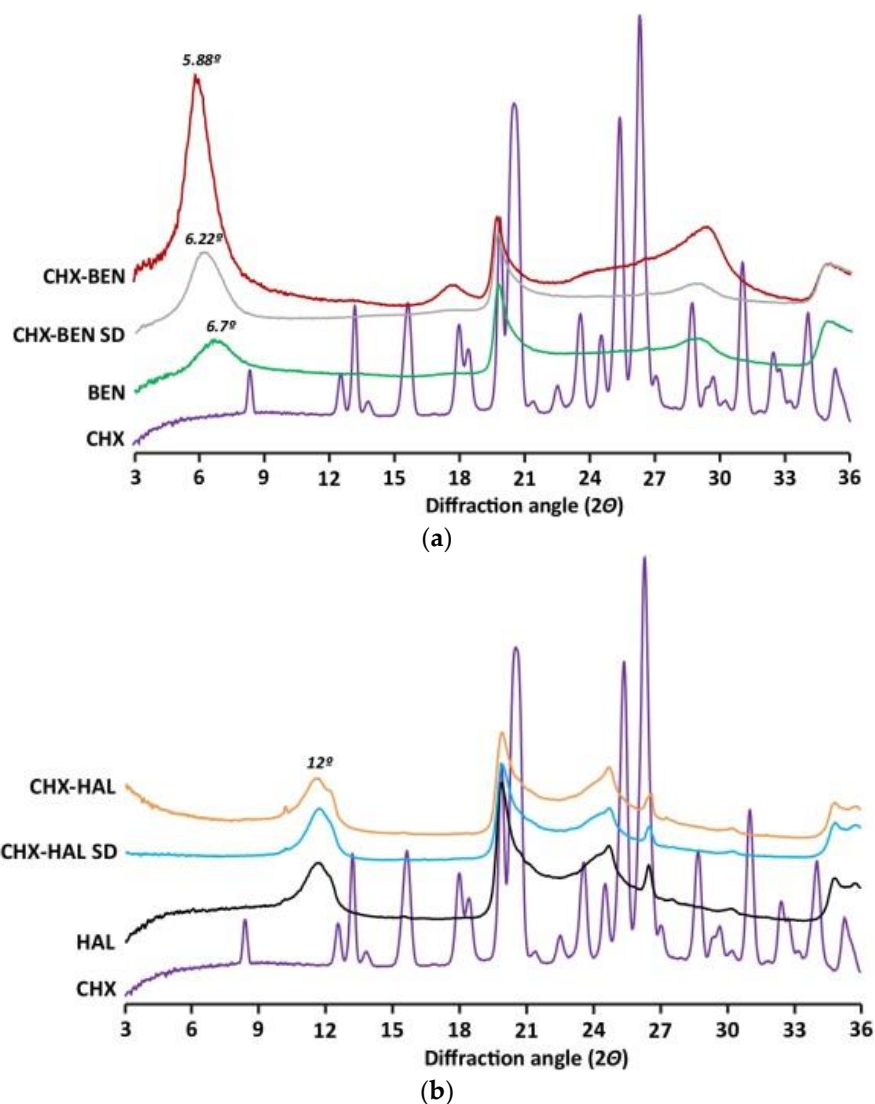 5.88º
6.22º
CHX-BEN
6.7º
CHX-BEN SD
BEN
CHX
3 6 9 12 15 18 21 24 27 30 33 36
Diffraction angle (2Θ)
(a)
12º
CHX-HAL
CHX-HAL SD
HAL
CHX
3 6 9 12 15 18 21 24 27 30 33 36
Diffraction angle (2Θ)
(b)